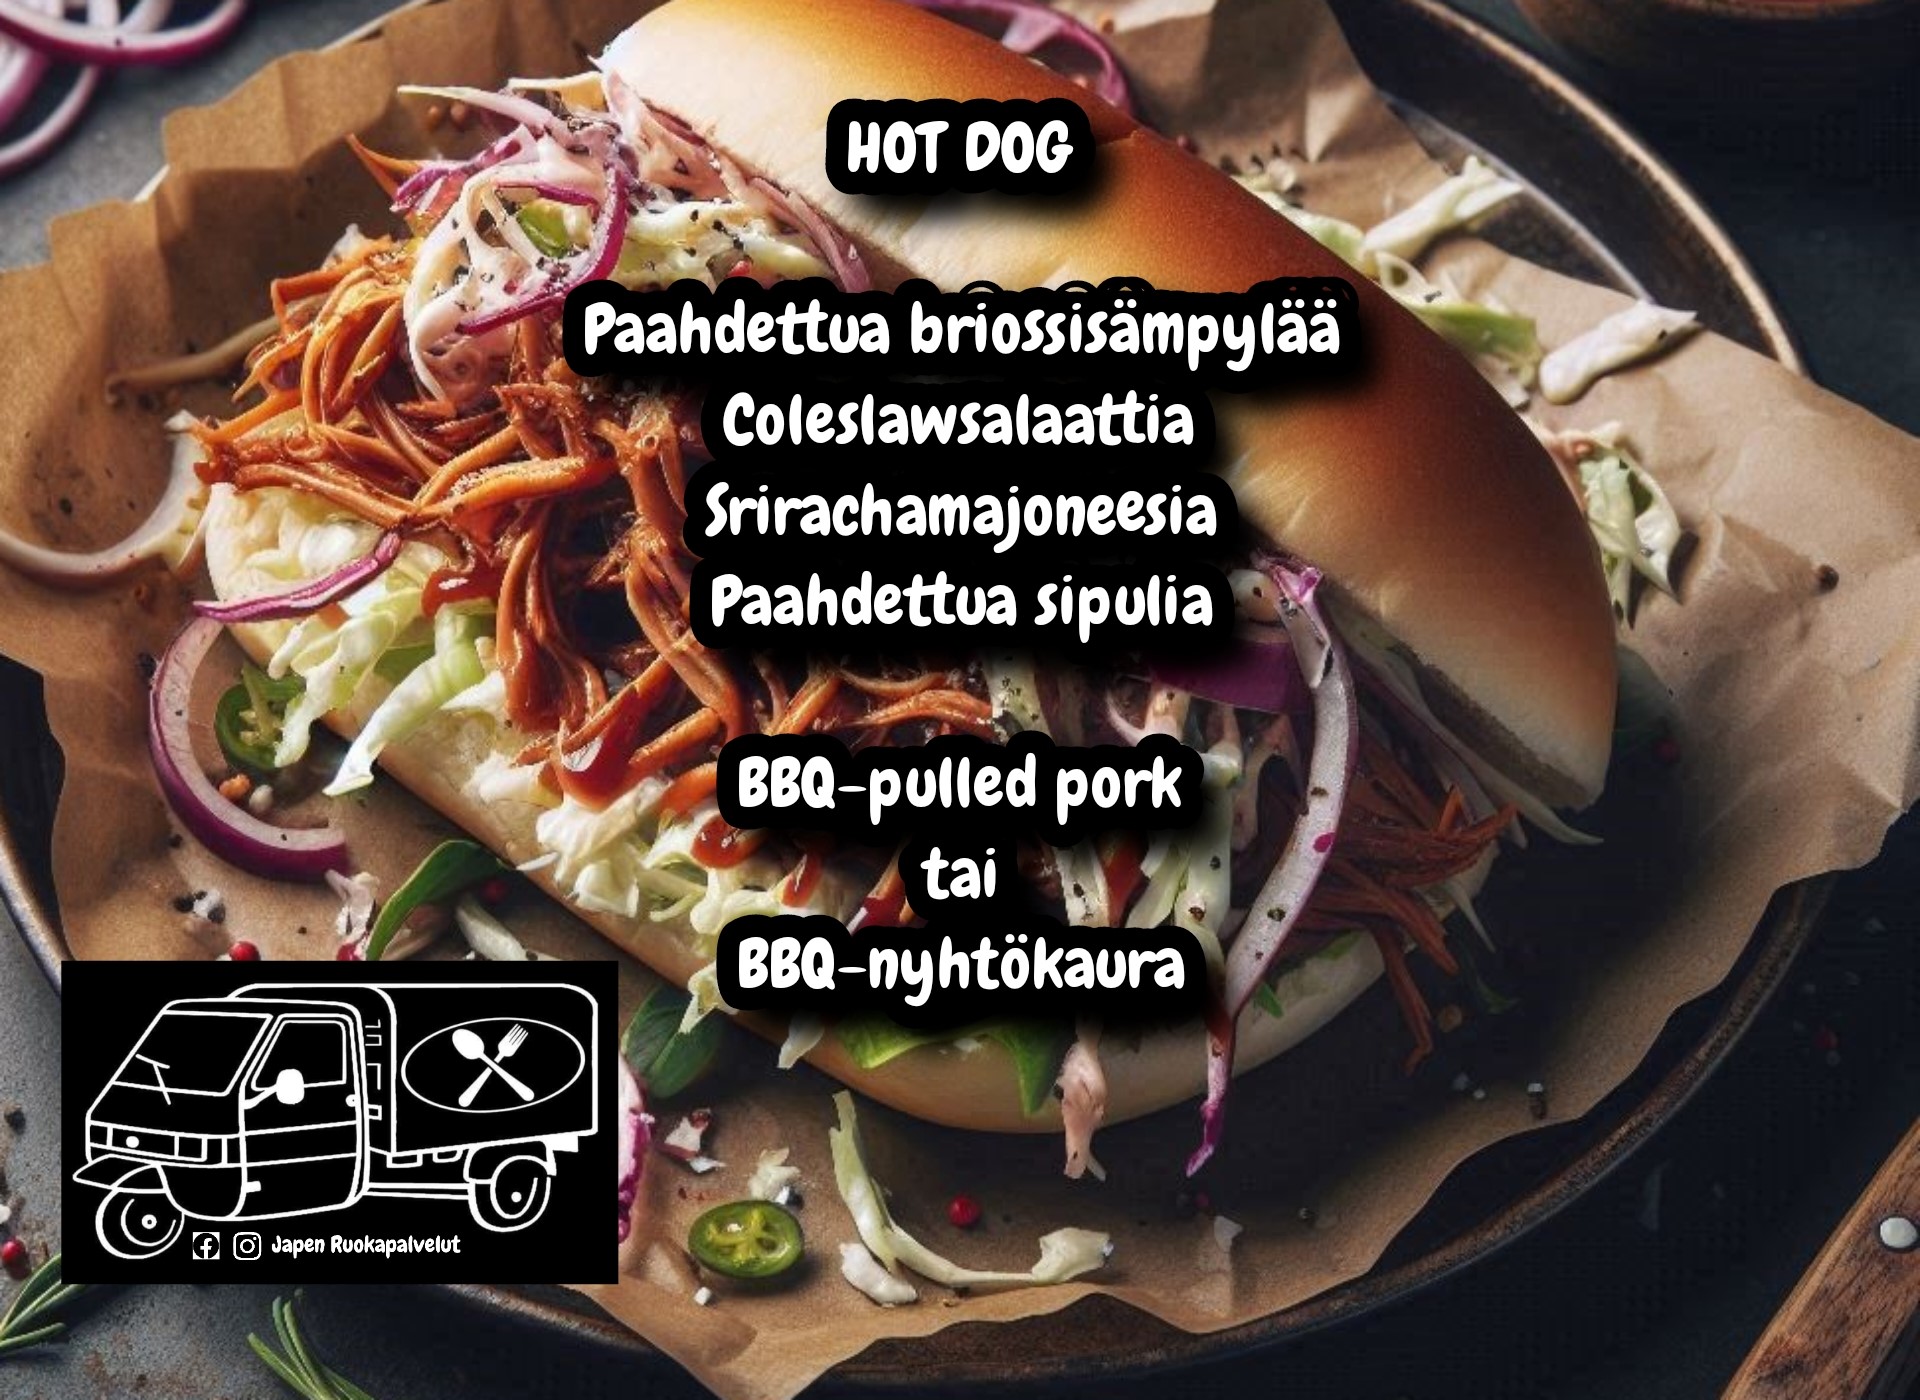 HOT DOG
Paahdettua briossisämpylää
Coleslawsalaattia
Srirachamajoneesia
Paahdettua sipulia
BBQ-pulled pork
tai
BBQ-nyhtökaura
Japen Ruokapalvelut